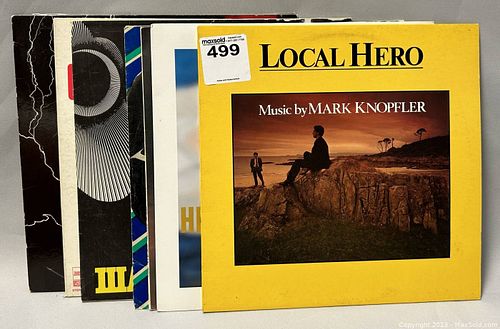 maxsold
499
LOCAL HERO
Music by MARK KNOPFLER
H
III
Copyright 2023 - MaxSold.com